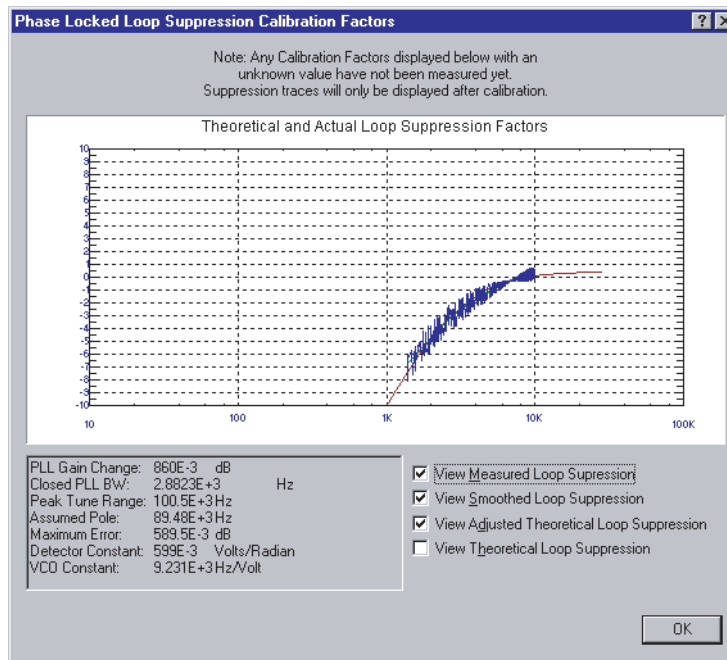 Phase Locked Loop Suppression Calibration Factors
Note: Any Calibration Factors displayed below with an
unknown value have not been measured yet.
Suppression traces will only be displayed after calibration.
Theoretical and Actual Loop Suppression Factors
10
9
8
7
6
5
4
3
2
1
0
-1
-2
-3
-4
-5
-6
-7
-8
-9
-10
10
100
1K
10K
100K
PLL Gain Change: 860E-3 dB
Closed PLL BW: 2.8823E+3 Hz
Peak Tune Range: 100.5E+3Hz
Assumed Pole: 89.48E+3Hz
Maximum Error: 589.5E-3 dB
Detector Constant: 599E-3 Volts/Radian
VCO Constant: 9.231E+3Hz/Volt
View Measured Loop Supression
View Smoothed Loop Suppression
View Adjusted Theoretical Loop Suppression
View Theoretical Loop Suppression
OK